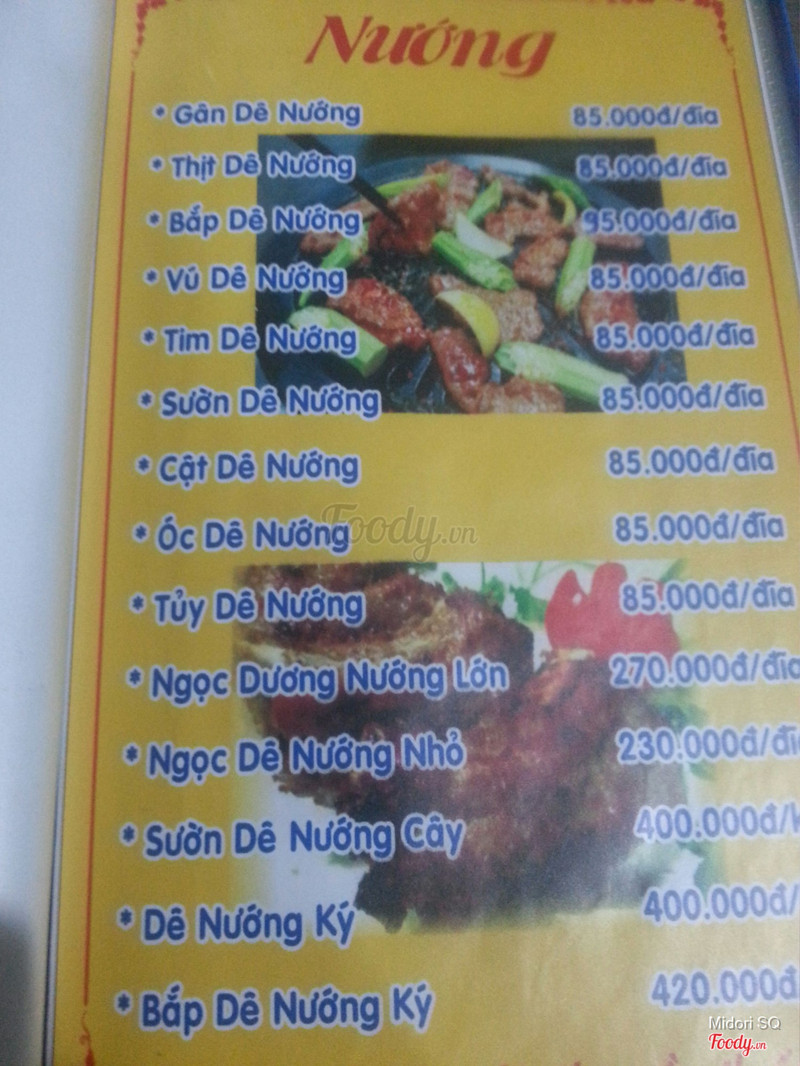 Nướng
* Gân Dê Nướng 85.000đ/đĩa
* Thịt Dê Nướng 85.000đ/đĩa
* Bắp Dê Nướng 95.000đ/đĩa
* Vú Dê Nướng 85.000đ/đĩa
* Tim Dê Nướng 85.000đ/đĩa
* Sườn Dê Nướng 85.000đ/đĩa
* Cật Dê Nướng 85.000đ/đĩa
Foody.vn
* Óc Dê Nướng 85.000đ/đĩa
* Tủy Dê Nướng 85.000đ/đĩa
* Ngọc Dương Nướng Lớn 270.000đ/đĩa
* Ngọc Dê Nướng Nhỏ 230.000đ/đĩ
* Sườn Dê Nướng Cây 400.000đ/k
* Dê Nướng Ký 400.000đ/
* Bắp Dê Nướng Ký 420.000đ
Midori SQ
Foody.vn